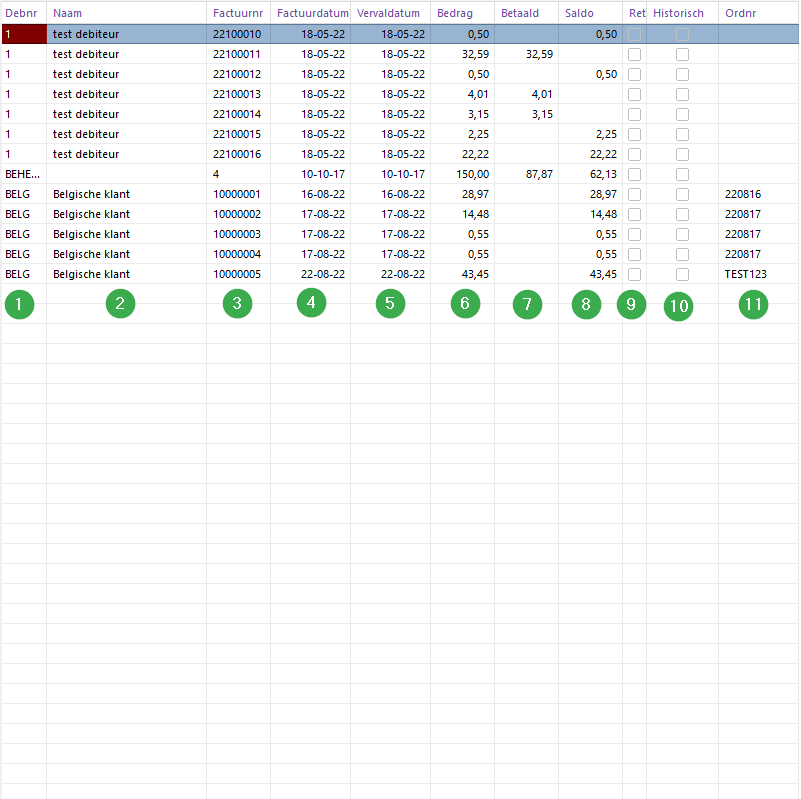 Debnr Naam Factuurnr Factuurdatum Vervaldatum Bedrag Betaald Saldo Ret Historisch Ordnr
1 test debiteur 22100010 18-05-22 18-05-22 0,50 0,50
1 test debiteur 22100011 18-05-22 18-05-22 32,59 32,59
1 test debiteur 22100012 18-05-22 18-05-22 0,50 0,50
1 test debiteur 22100013 18-05-22 18-05-22 4,01 4,01
1 test debiteur 22100014 18-05-22 18-05-22 3,15 3,15
1 test debiteur 22100015 18-05-22 18-05-22 2,25 2,25
1 test debiteur 22100016 18-05-22 18-05-22 22,22 22,22
BEHE... 4 10-10-17 10-10-17 150,00 87,87 62,13
BELG Belgische klant 10000001 16-08-22 16-08-22 28,97 28,97 220816
BELG Belgische klant 10000002 17-08-22 17-08-22 14,48 14,48 220817
BELG Belgische klant 10000003 17-08-22 17-08-22 0,55 0,55 220817
BELG Belgische klant 10000004 17-08-22 17-08-22 0,55 0,55 220817
BELG Belgische klant 10000005 22-08-22 22-08-22 43,45 43,45 TEST123
1 2 3 4 5 6 7 8 9 10 11